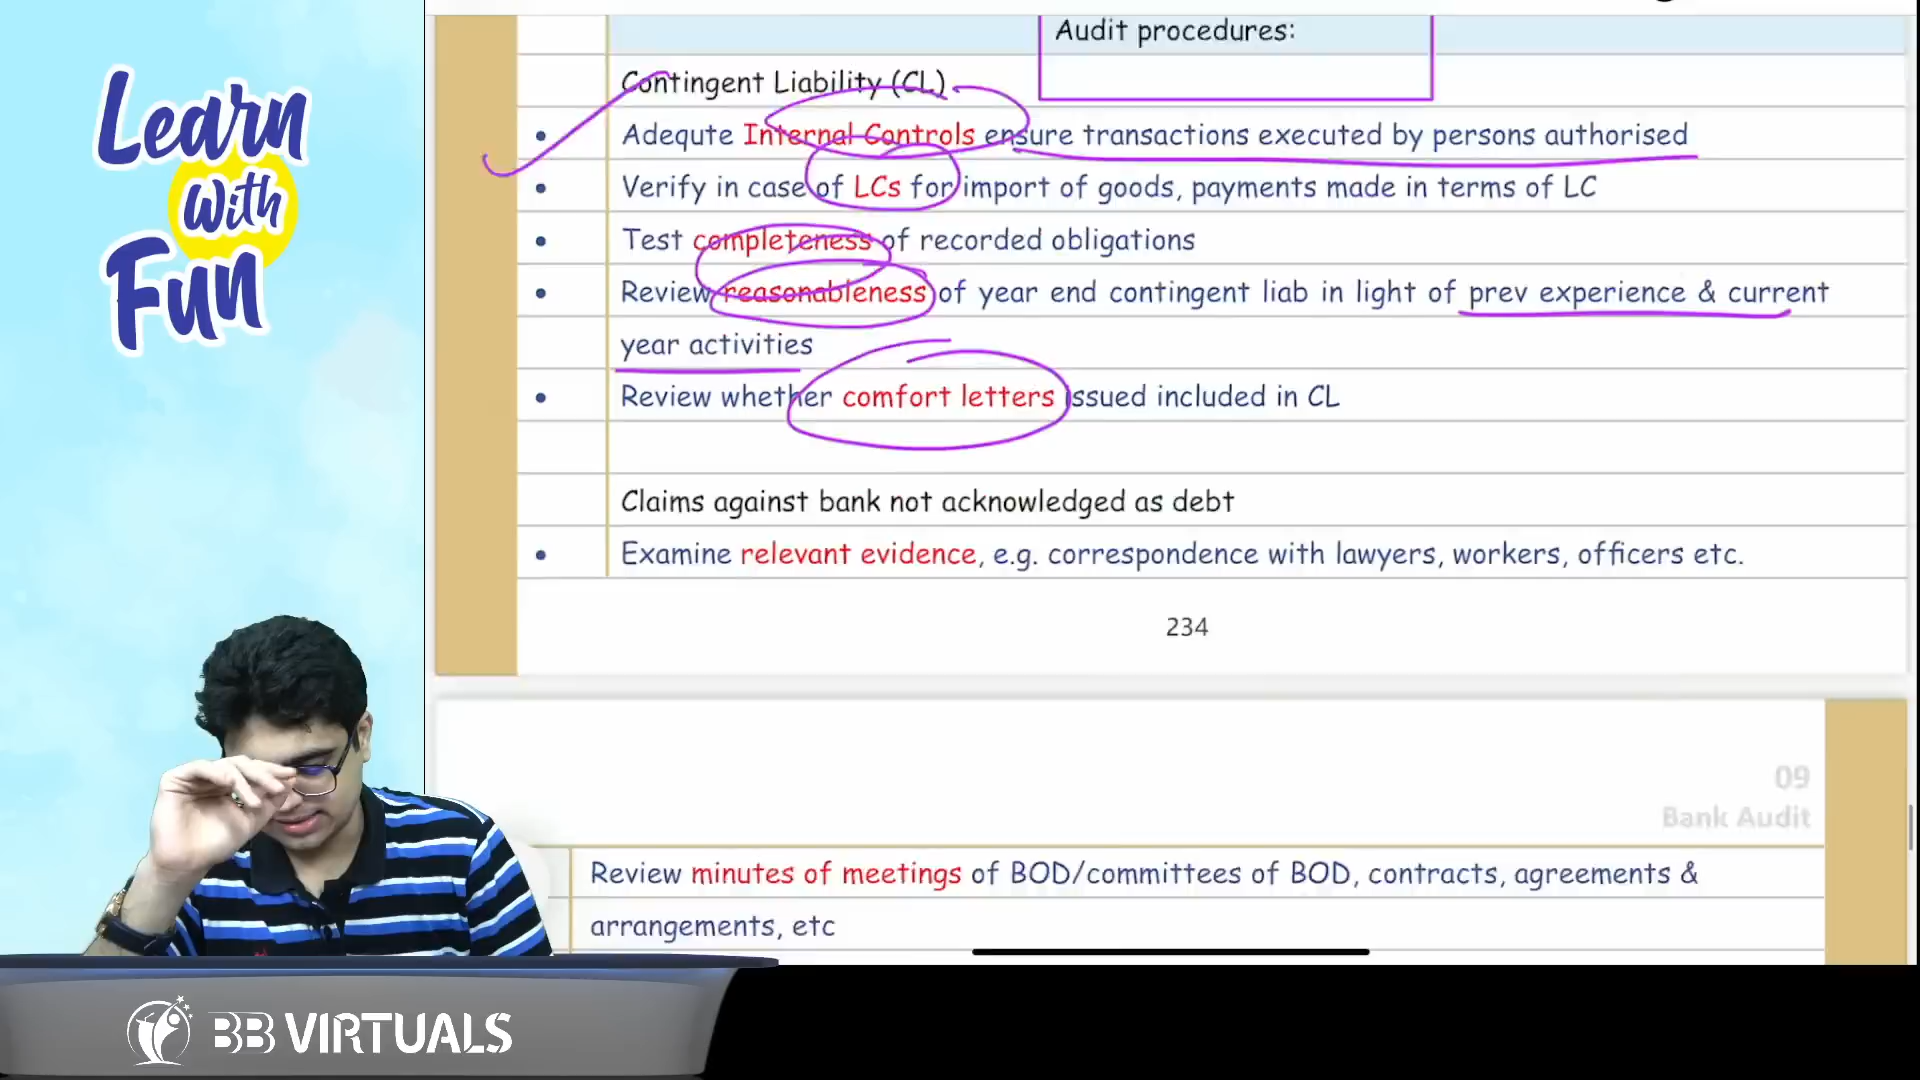 Learn
with
Fun
Audit procedures:
Contingent Liability (CL)
• Adequte Internal Controls ensure transactions executed by persons authorised
• Verify in case of LCs for import of goods, payments made in terms of LC
• Test completeness of recorded obligations
• Review reasonableness of year end contingent liab in light of prev experience & current
year activities
• Review whether comfort letters issued included in CL
Claims against bank not acknowledged as debt
• Examine relevant evidence, e.g. correspondence with lawyers, workers, officers etc.
234
09
Bank Audit
Review minutes of meetings of BOD/committees of BOD, contracts, agreements &
arrangements, etc
BB VIRTUALS